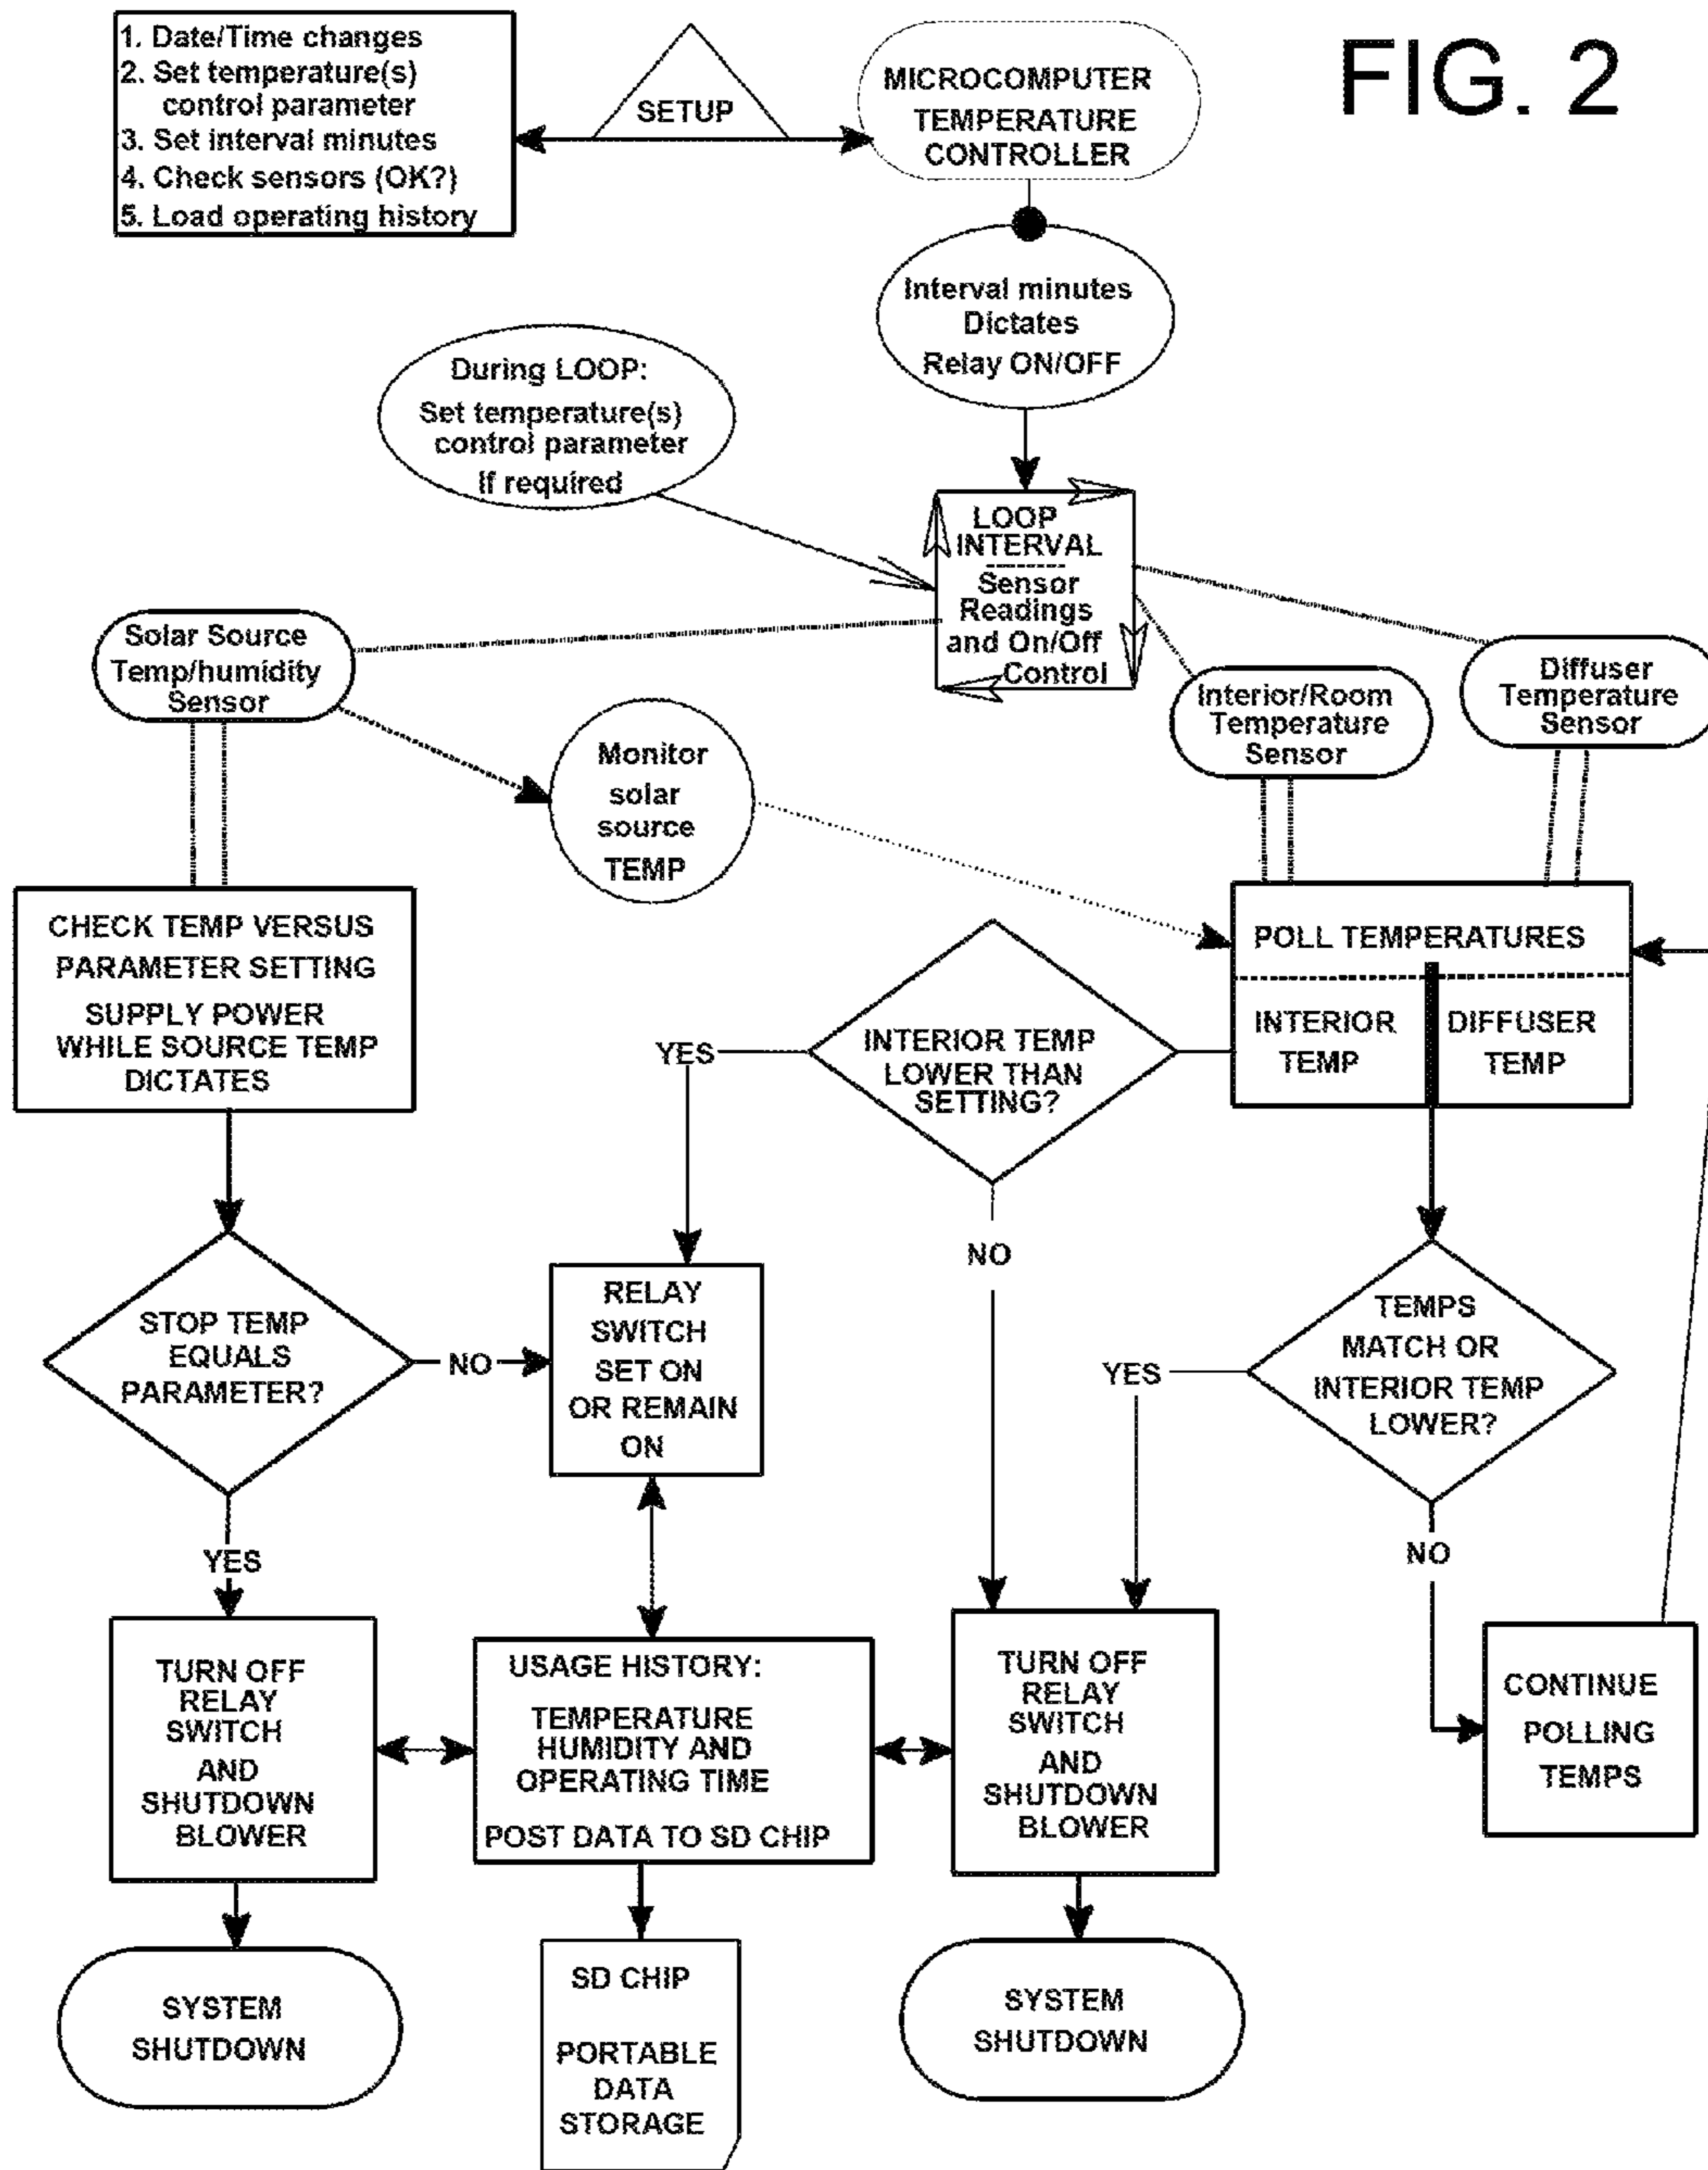 FIG. 2
1. Date/Time changes
2. Set temperature(s)
control parameter
3. Set interval minutes
4. Check sensors (OK?)
5. Load operating history
SETUP
MICROCOMPUTER
TEMPERATURE
CONTROLLER
Interval minutes
Dictates
Relay ON/OFF
During LOOP:
Set temperature(s)
control parameter
If required
LOOP
INTERVAL
Sensor
Readings
and On/Off
Control
Solar Source
Temp/humidity
Sensor
Monitor
solar
source
TEMP
Interior/Room
Temperature
Sensor
Diffuser
Temperature
Sensor
CHECK TEMP VERSUS
PARAMETER SETTING
SUPPLY POWER
WHILE SOURCE TEMP
DICTATES
POLL TEMPERATURES
INTERIOR
TEMP
DIFFUSER
TEMP
INTERIOR TEMP
LOWER THAN
SETTING?
YES
NO
STOP TEMP
EQUALS
PARAMETER?
NO
YES
RELAY
SWITCH
SET ON
OR REMAIN
ON
TEMPS
MATCH OR
INTERIOR TEMP
LOWER?
YES
NO
TURN OFF
RELAY
SWITCH
AND
SHUTDOWN
BLOWER
USAGE HISTORY:
TEMPERATURE
HUMIDITY AND
OPERATING TIME
POST DATA TO SD CHIP
TURN OFF
RELAY
SWITCH
AND
SHUTDOWN
BLOWER
CONTINUE
POLLING
TEMPS
SYSTEM
SHUTDOWN
SD CHIP
PORTABLE
DATA
STORAGE
SYSTEM
SHUTDOWN